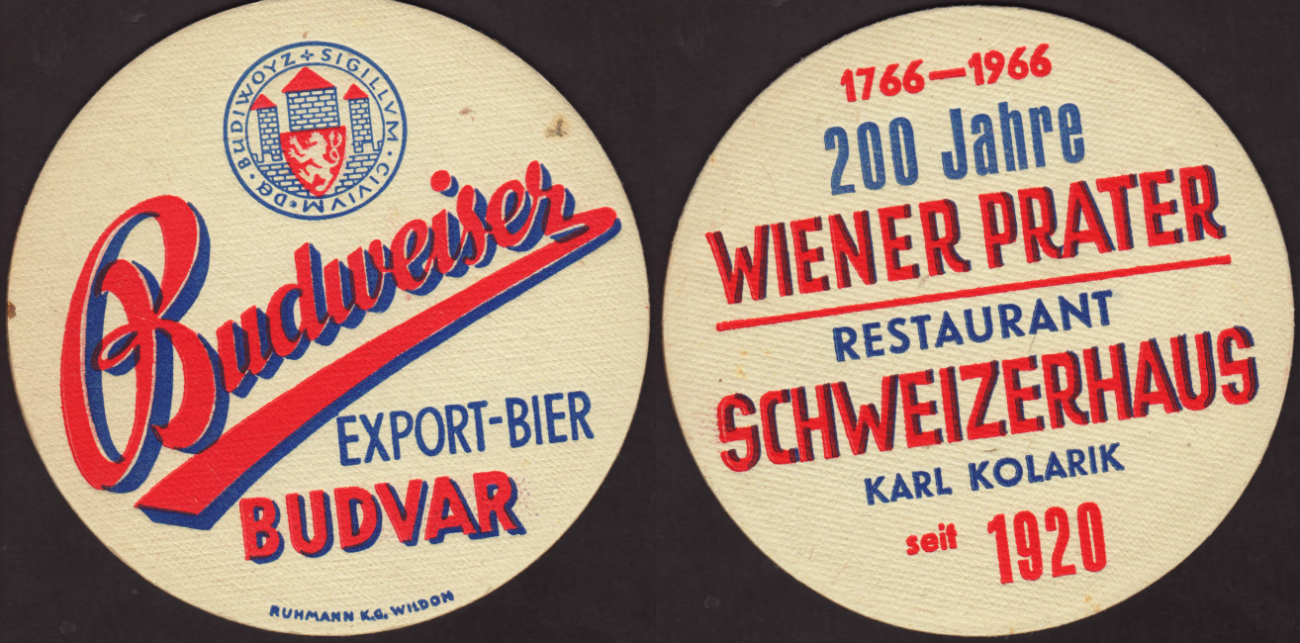 SIGILLVM · CIVIVM · DE · BUDIWOYZ
Budweiser
EXPORT-BIER
BUDVAR
RUHMANN K.G. WILDON
1766—1966
200 Jahre
WIENER PRATER
RESTAURANT
SCHWEIZERHAUS
KARL KOLARIK
seit 1920